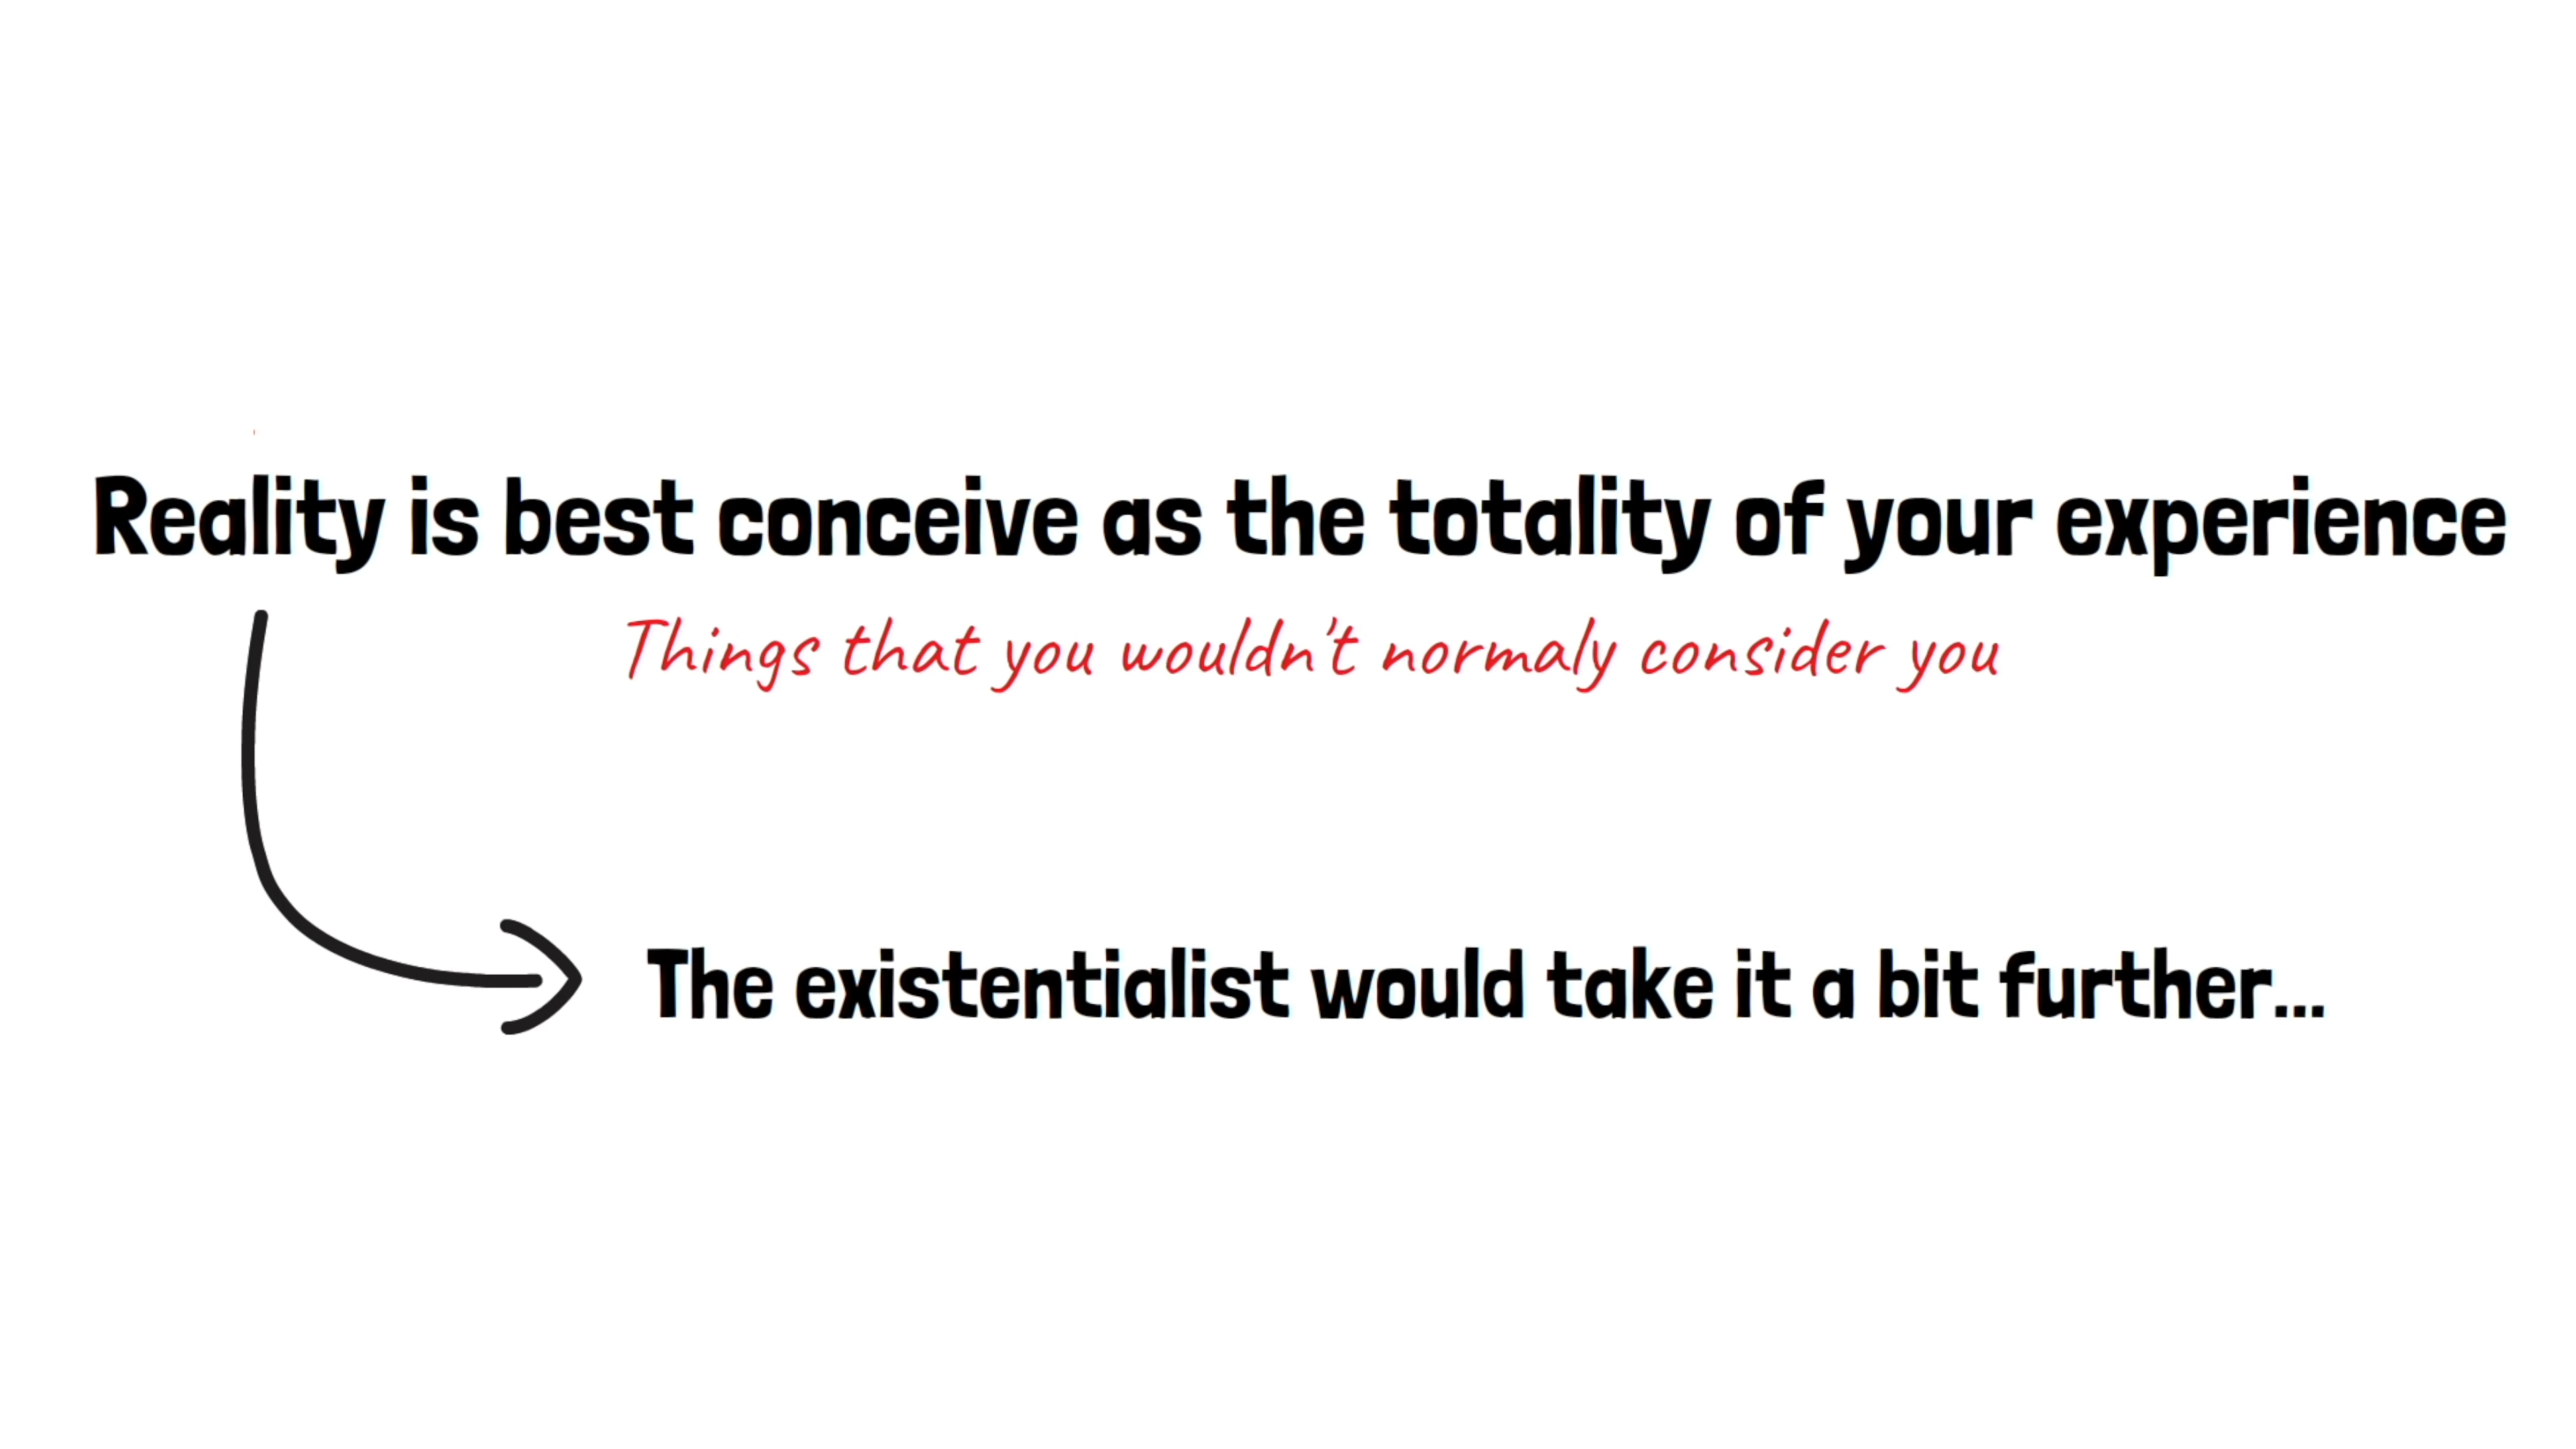 Reality is best conceive as the totality of your experience
Things that you wouldn't normaly consider you
The existentialist would take it a bit further...